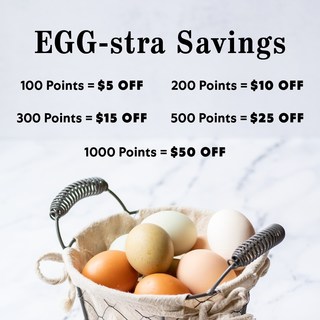 EGG-stra Savings
100 Points = $5 OFF 200 Points = $10 OFF
300 Points = $15 OFF 500 Points = $25 OFF
1000 Points = $50 OFF